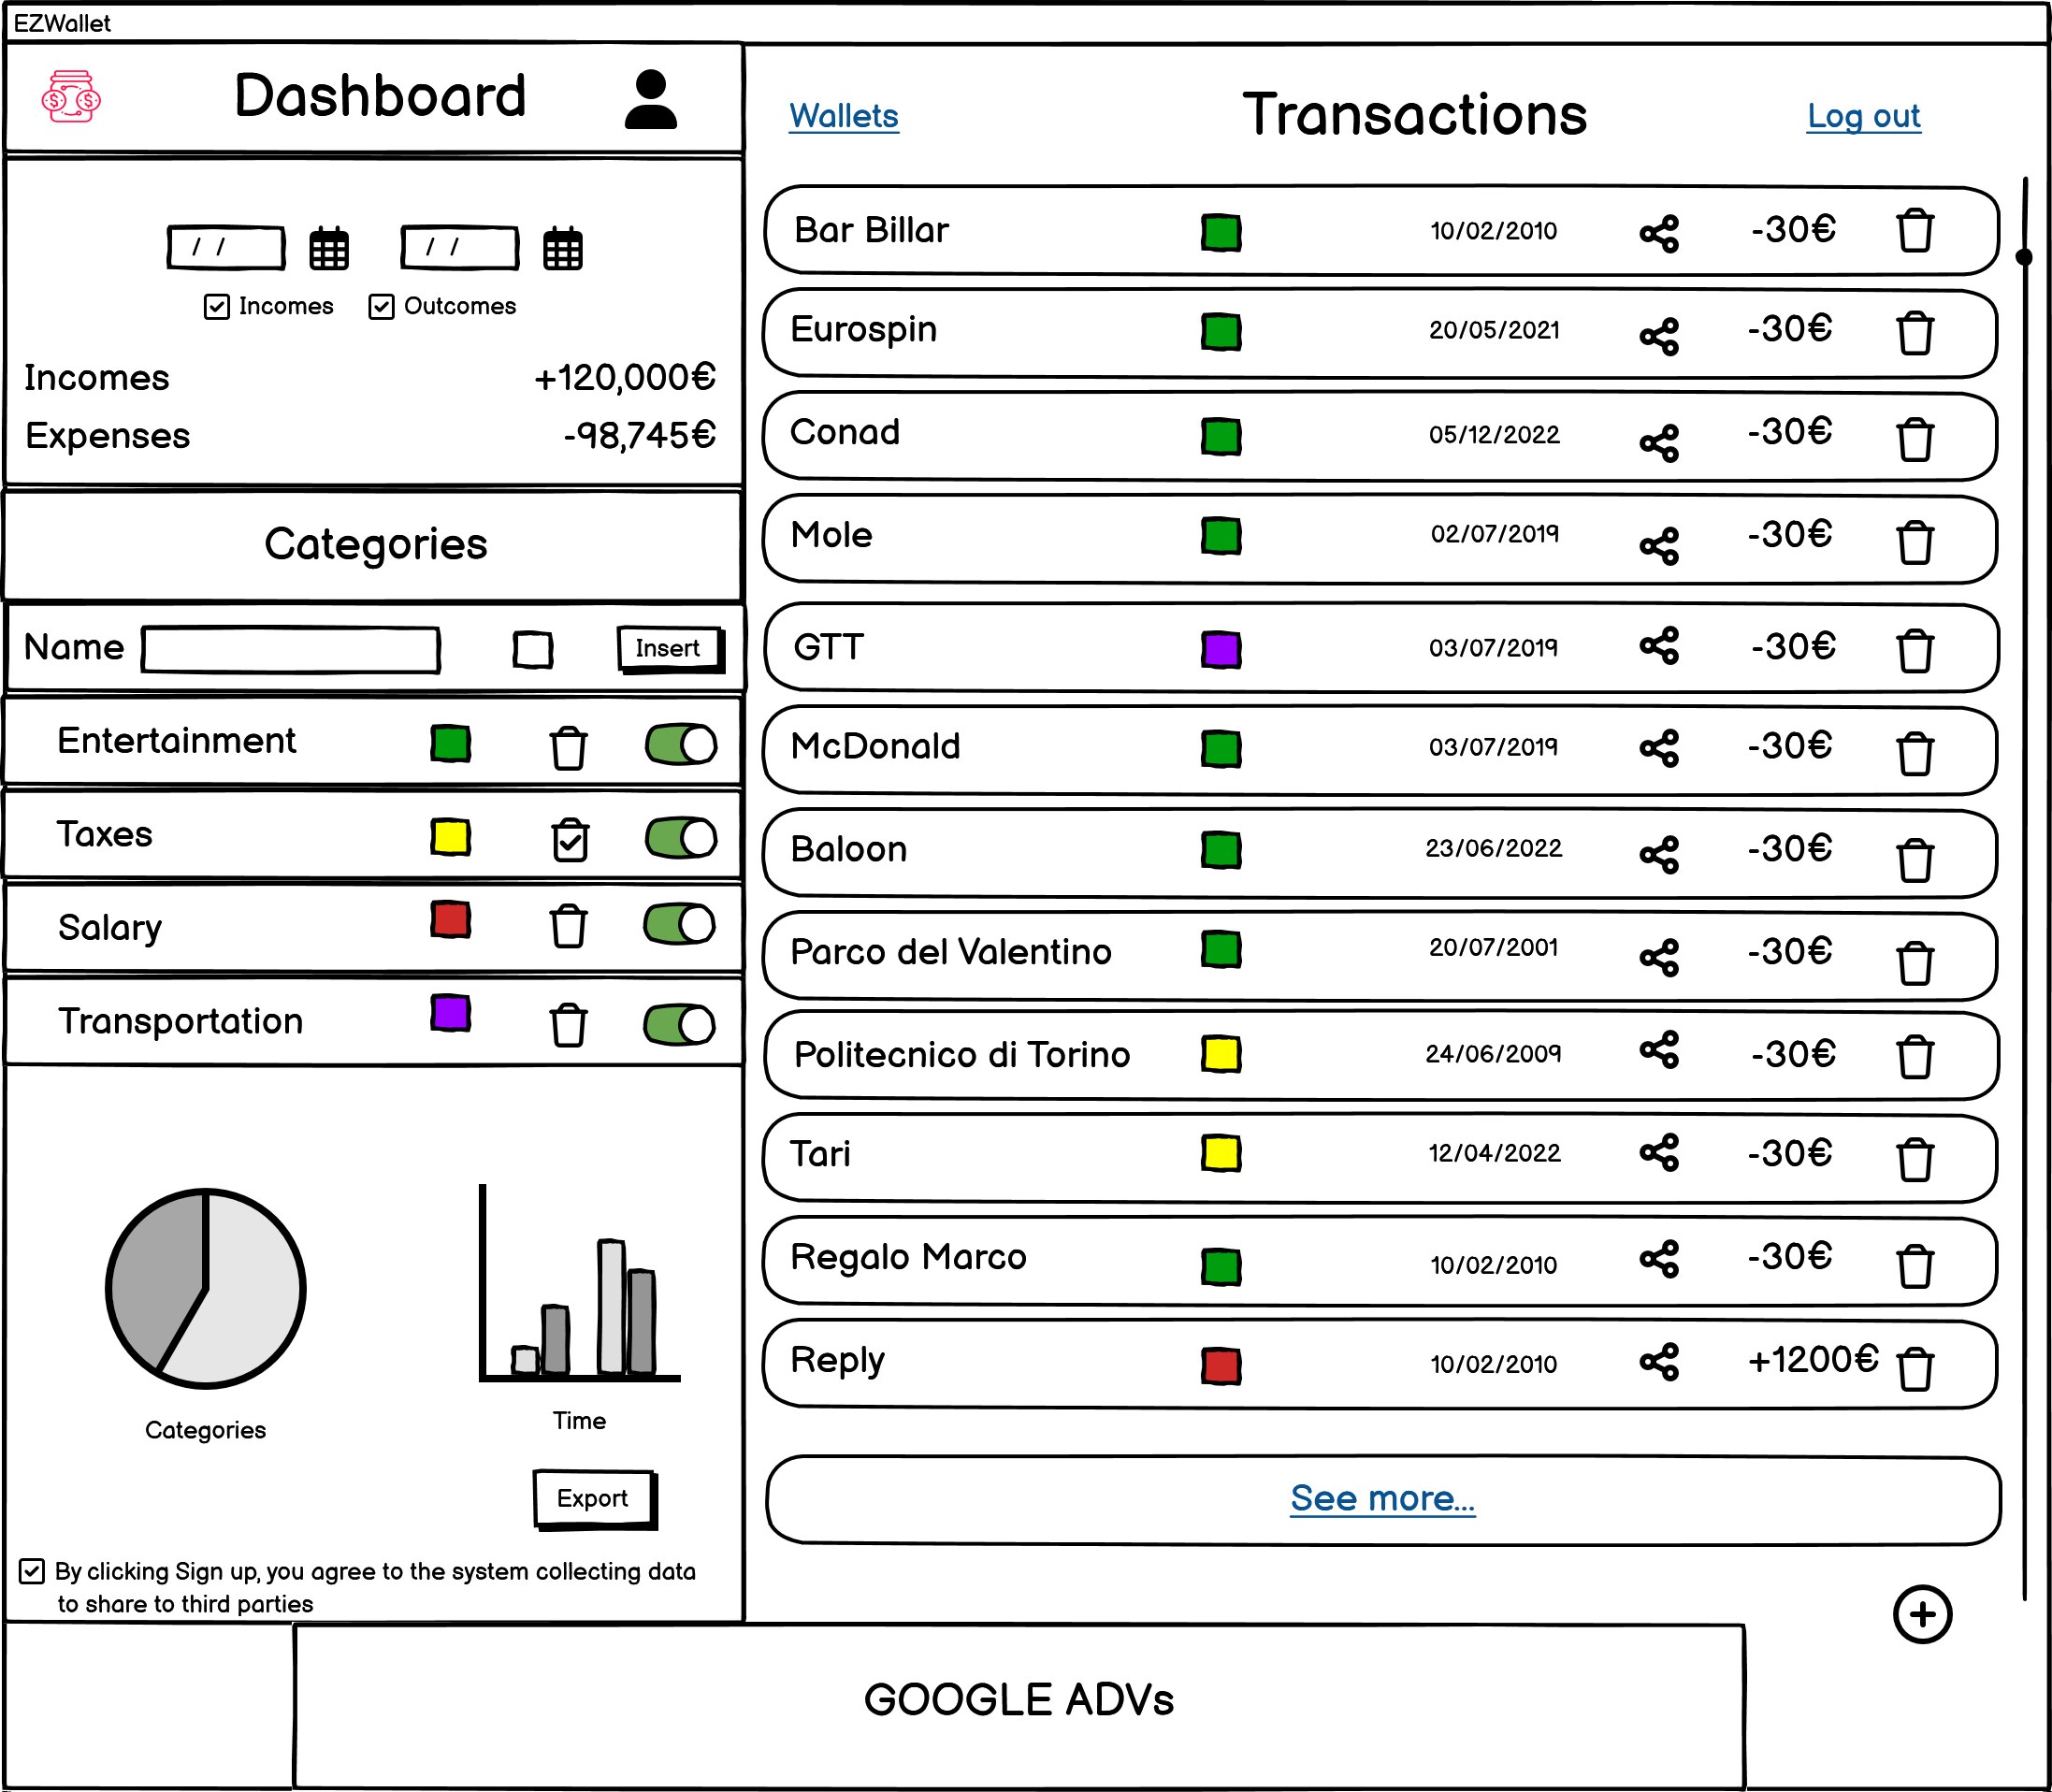 EZWallet
Dashboard
/ /
/ /
Incomes
Outcomes
Incomes +120,000€
Expenses -98,745€
Categories
Name
Insert
Entertainment
Taxes
Salary
Transportation
Categories
Time
Export
By clicking Sign up, you agree to the system collecting data
to share to third parties
Wallets
Transactions
Log out
Bar Billar 10/02/2010 -30€
Eurospin 20/05/2021 -30€
Conad 05/12/2022 -30€
Mole 02/07/2019 -30€
GTT 03/07/2019 -30€
McDonald 03/07/2019 -30€
Baloon 23/06/2022 -30€
Parco del Valentino 20/07/2001 -30€
Politecnico di Torino 24/06/2009 -30€
Tari 12/04/2022 -30€
Regalo Marco 10/02/2010 -30€
Reply 10/02/2010 +1200€
See more...
GOOGLE ADVs